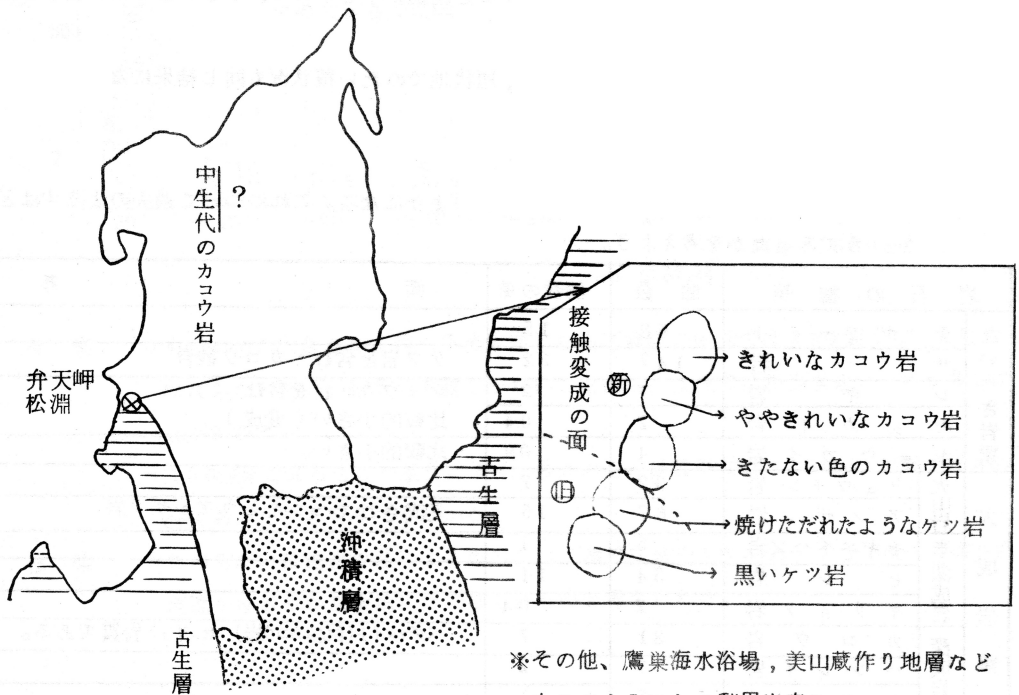 中生代のカコウ岩
?
弁天岬
松淵
古生層
沖積層
古生層
接触変成の面
新
旧
きれいなカコウ岩
ややきれいなカコウ岩
きたない色のカコウ岩
焼けただれたようなケツ岩
黒いケツ岩
※その他、鷹巣海水浴場,美山蔵作り地層など